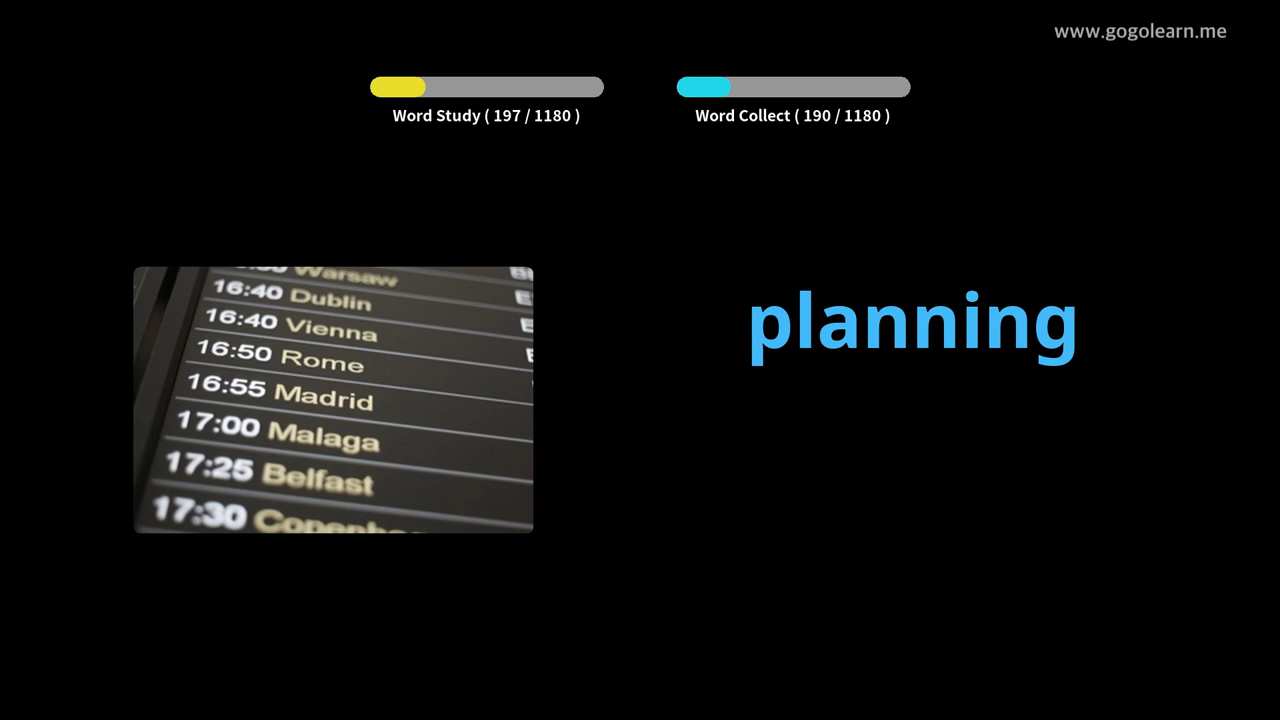 www.gogolearn.me
Word Study ( 197 / 1180 )
Word Collect ( 190 / 1180 )
Warsaw
16:40 Dublin
16:40 Vienna
16:50 Rome
16:55 Madrid
17:00 Malaga
17:25 Belfast
17:30
planning